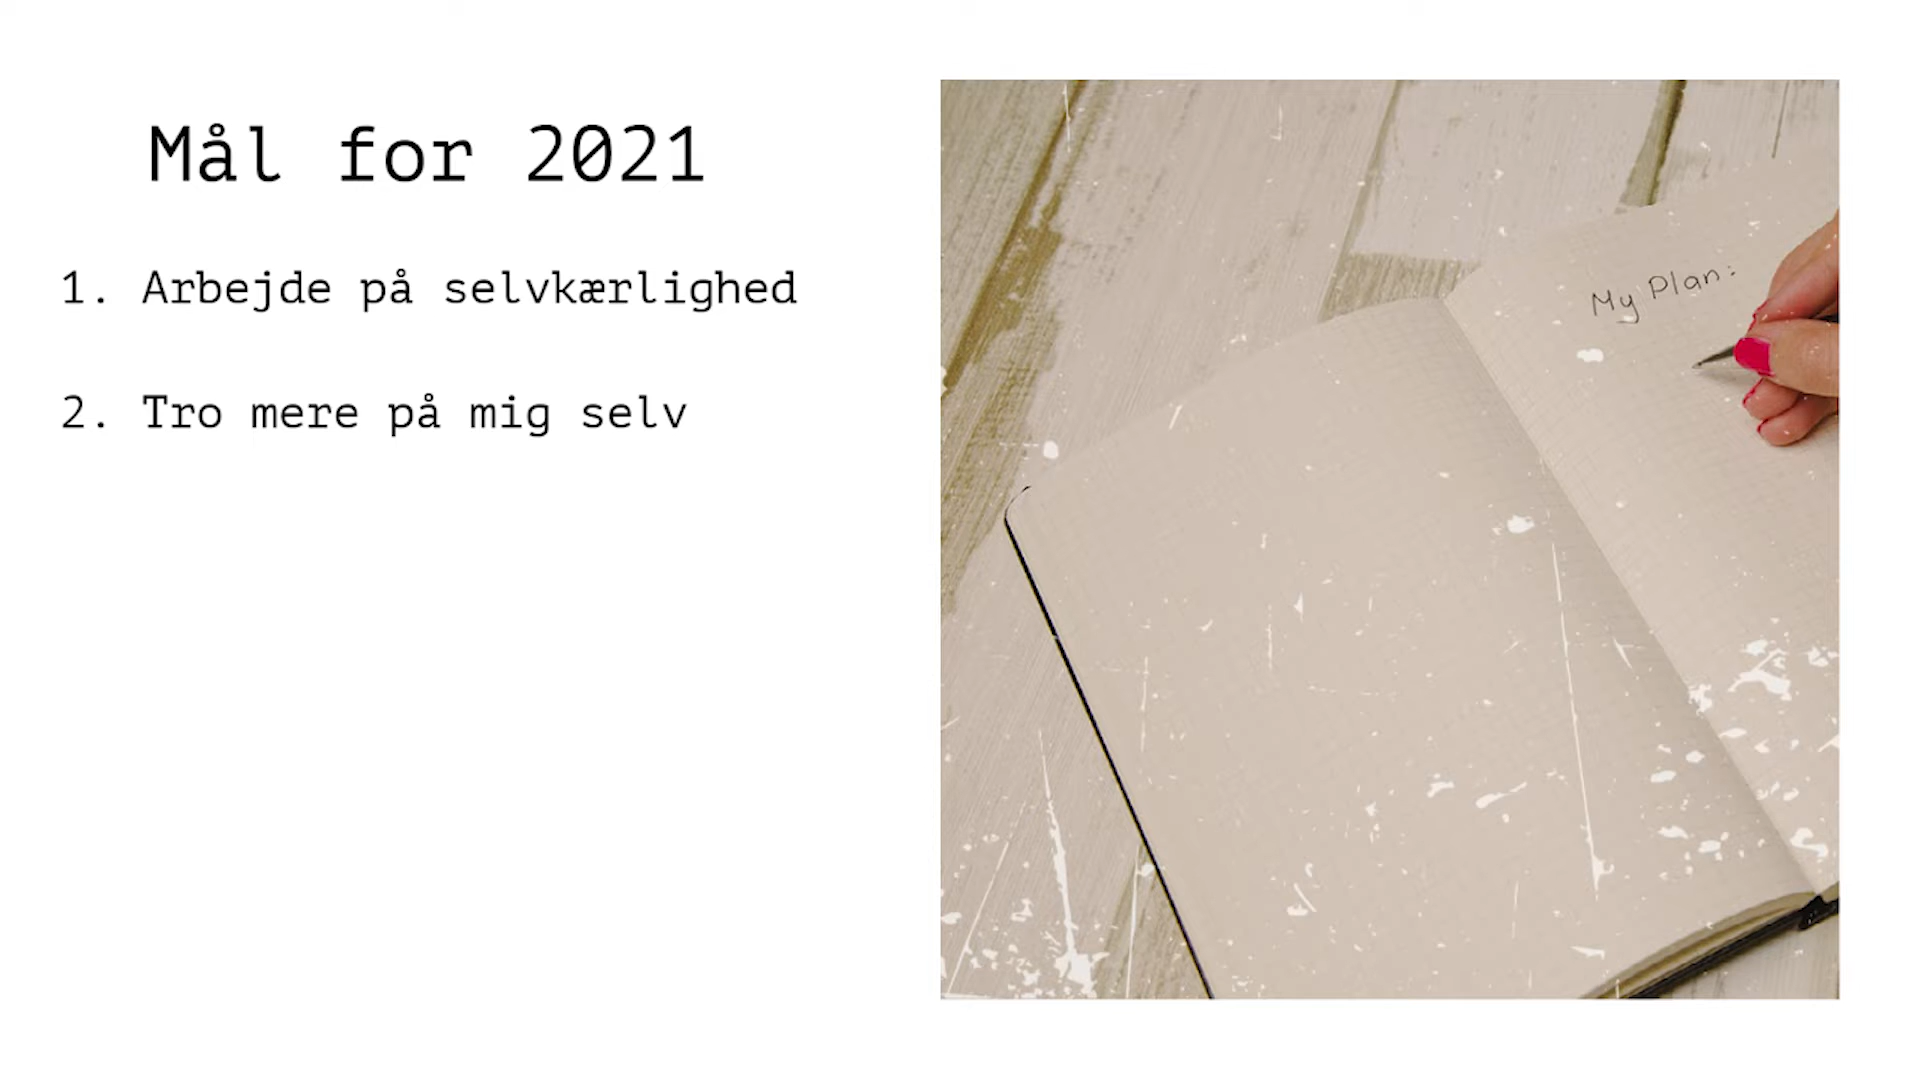 Mål for 2021
1. Arbejde på selvkærlighed
2. Tro mere på mig selv
My Plan: